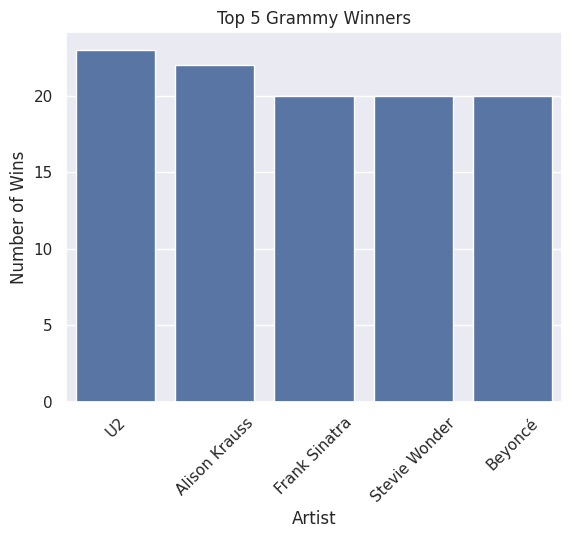 Top 5 Grammy Winners
Number of Wins
20
15
10
5
0
U2
Alison Krauss
Frank Sinatra
Stevie Wonder
Beyoncé
Artist